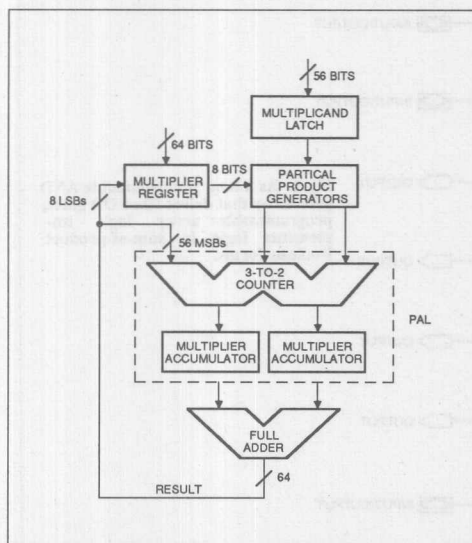 56 BITS
MULTIPLICAND
LATCH
64 BITS
8 BITS
MULTIPLIER
REGISTER
PARTICAL
PRODUCT
GENERATORS
8 LSBs
56 MSBs
3-TO-2
COUNTER
PAL
MULTIPLIER
ACCUMULATOR
MULTIPLIER
ACCUMULATOR
FULL
ADDER
RESULT
64